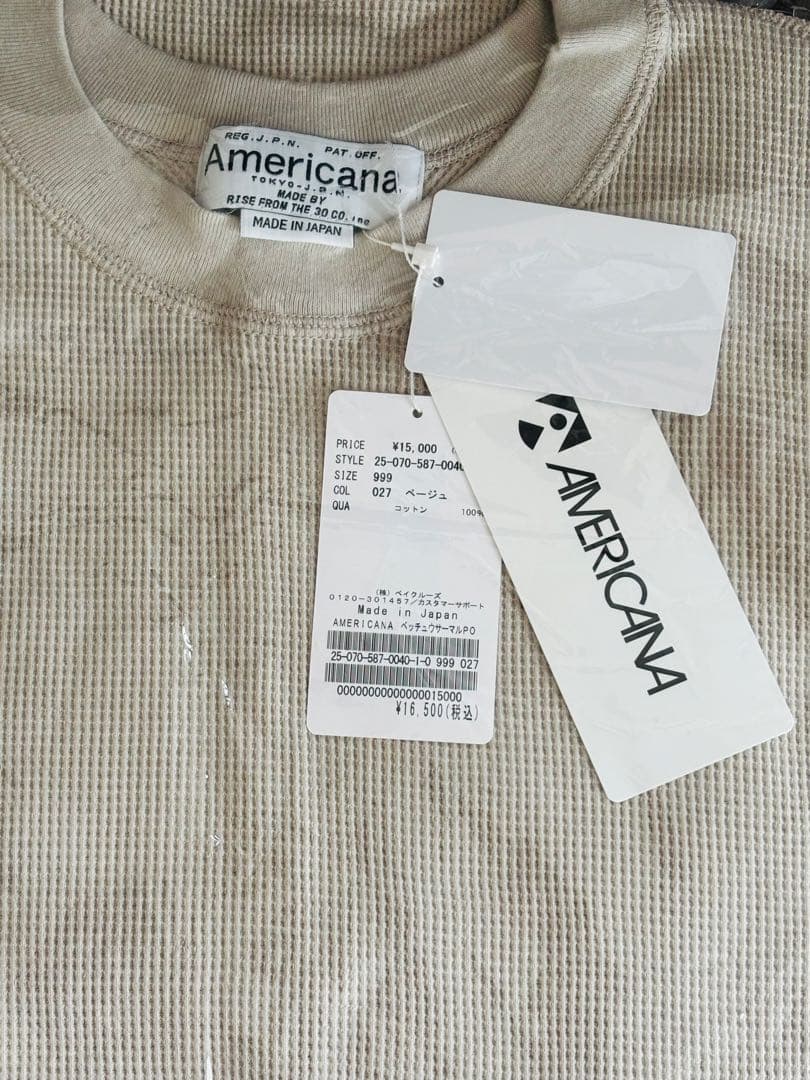 REG.J.P.N. PAT.OFF.
Americana
TOKYO-J.P.N.
MADE BY
RISE FROM THE 30 CO.,inc
MADE IN JAPAN
PRICE ¥15,000
STYLE 25-070-587-0040
SIZE 999
COL 027 ベージュ
QUA コットン 100%
(株) ベイクルーズ
0120-301457/カスタマーサポート
Made in Japan
AMERICANA ベッチュウサーマルPO
25-070-587-0040-1-0 999 027
00000000000000015000
¥16,500(税込)
AMERICANA